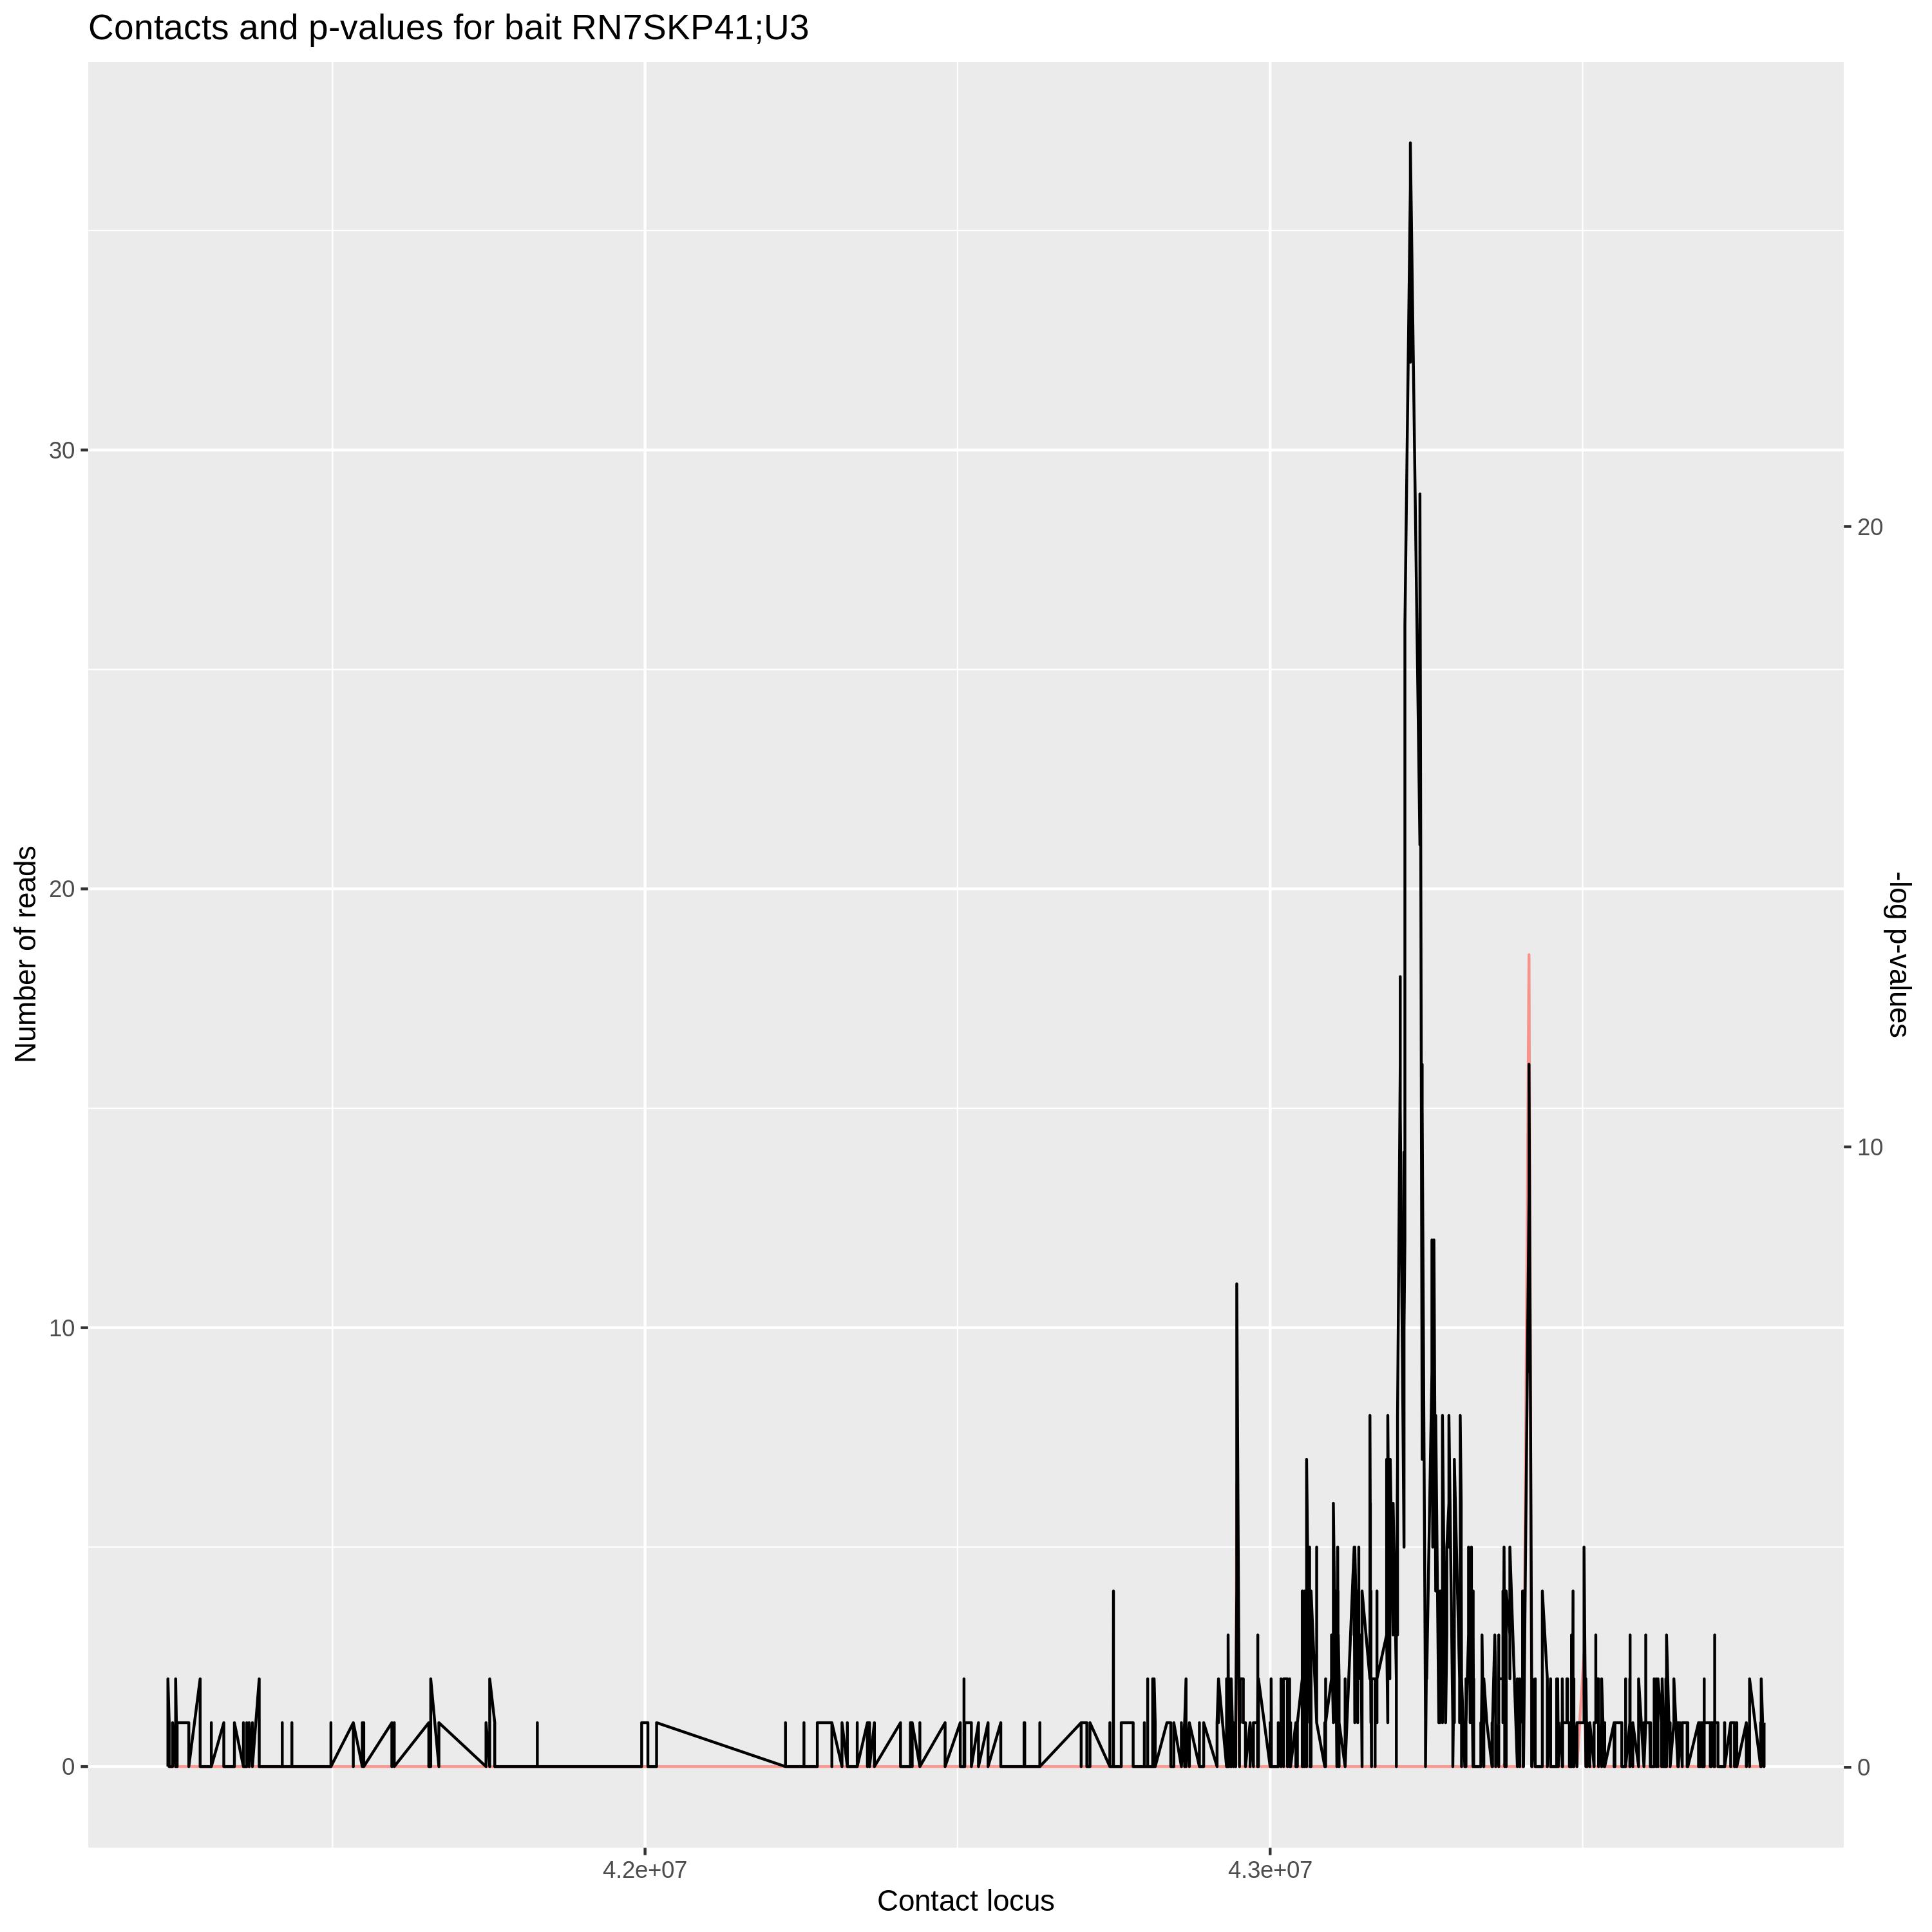 Contacts and p-values for bait RN7SKP41;U3
Number of reads
30
20
10
0
20
10
0
-log p-values
4.2e+07
4.3e+07
Contact locus